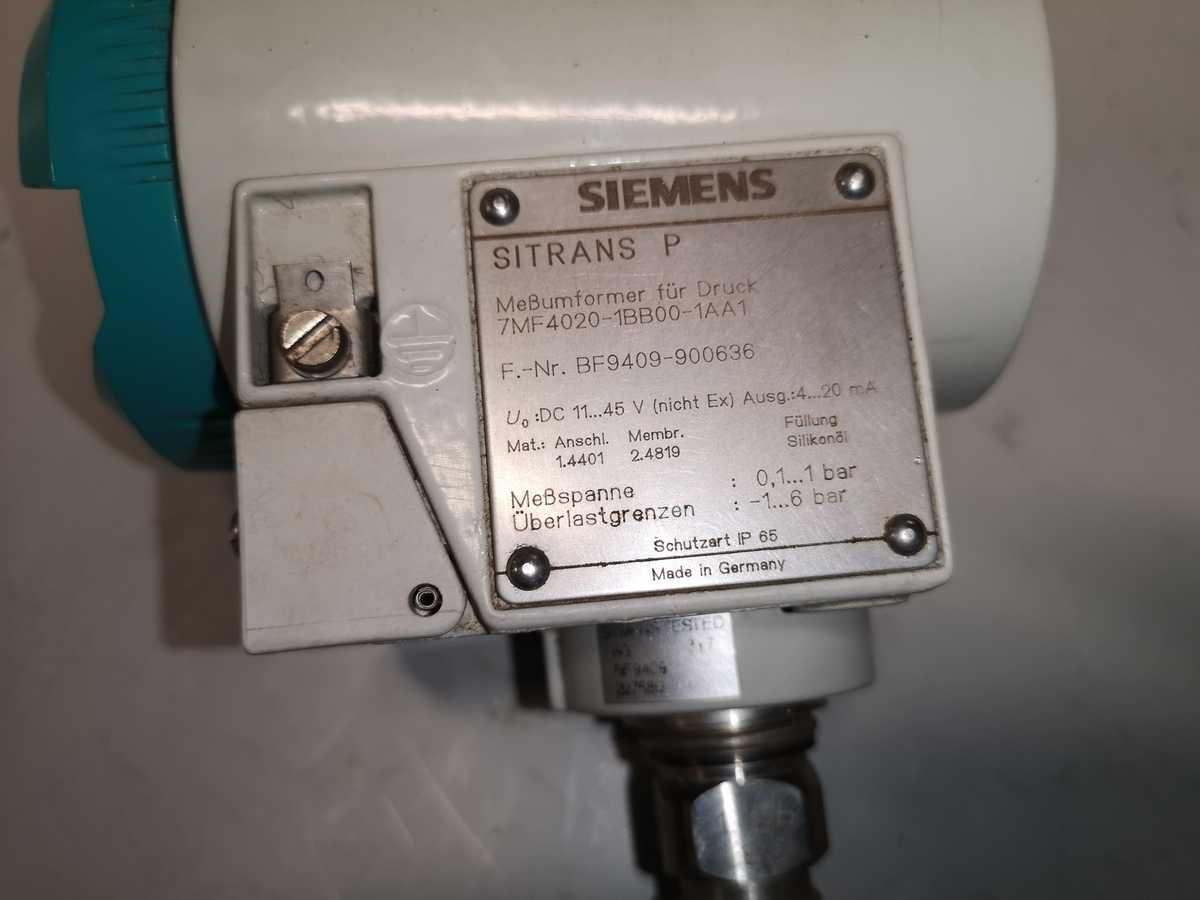 SIEMENS
SITRANS P
Meßumformer für Druck
7MF4020-1BB00-1AA1
F.-Nr. BF9409-900636
U₀ :DC 11...45 V (nicht Ex) Ausg.:4...20 mA
Mat.: Anschl. Membr. Füllung
1.4401 2.4819 Silikonöl
Meßspanne : 0,1...1 bar
Überlastgrenzen : -1...6 bar
Schutzart IP 65
Made in Germany
TESTED
BF9409